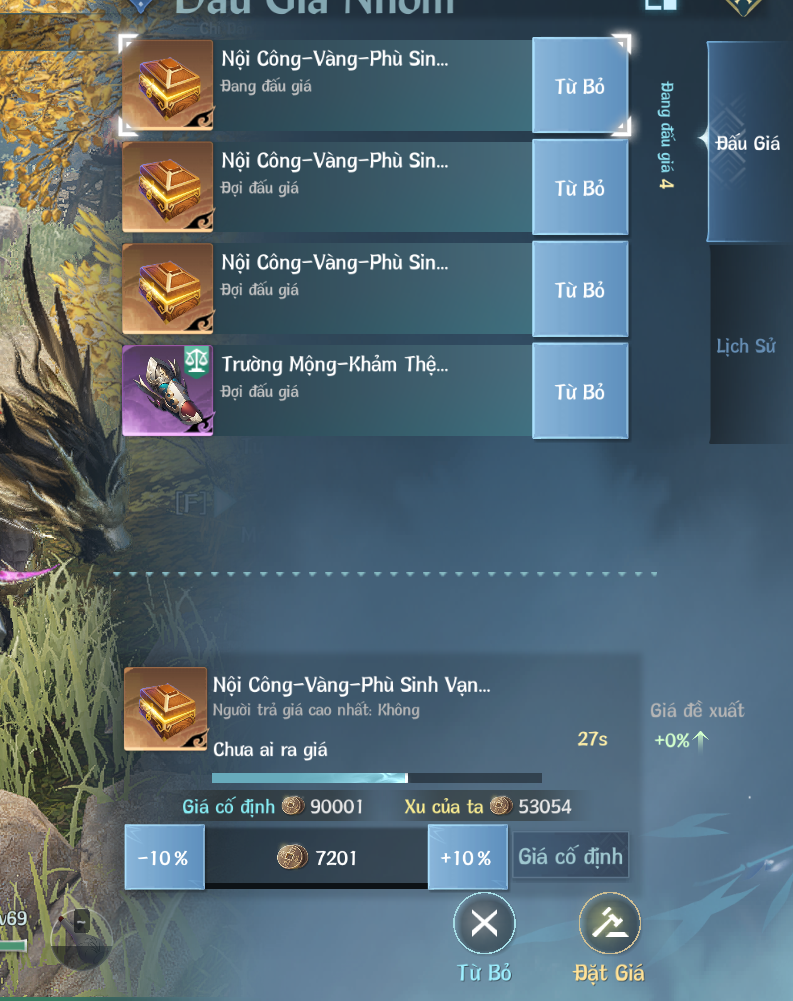 Đấu Giá Nhóm
Nội Công-Vàng-Phù Sin...
Đang đấu giá
Từ Bỏ
Nội Công-Vàng-Phù Sin...
Đợi đấu giá
Từ Bỏ
Nội Công-Vàng-Phù Sin...
Đợi đấu giá
Từ Bỏ
Trường Mộng-Khảm Thệ...
Đợi đấu giá
Từ Bỏ
Đang đấu giá 4
Đấu Giá
Lịch Sử
[F]
Nội Công-Vàng-Phù Sinh Vạn...
Người trả giá cao nhất: Không
Chưa ai ra giá
27s
Giá đề xuất
+0%
Giá cố định 90001
Xu của ta 53054
-10%
7201
+10%
Giá cố định
v69
Từ Bỏ
Đặt Giá